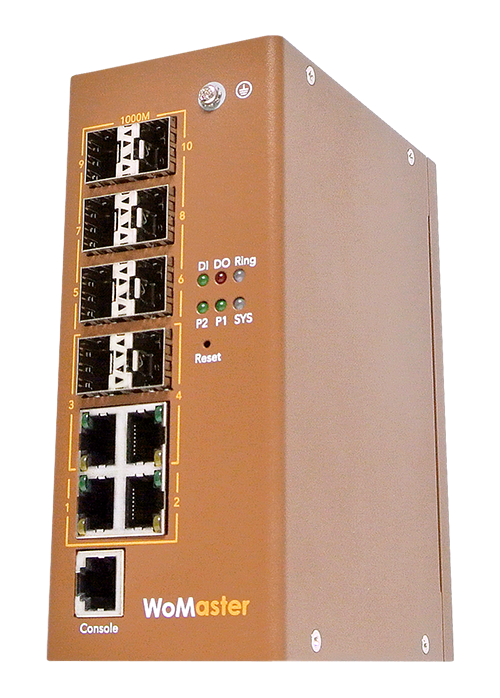 1000M
9 10
7 8
DI DO Ring
5 6
P2 P1 SYS
Reset
3 4
1 2
WoMaster
Console